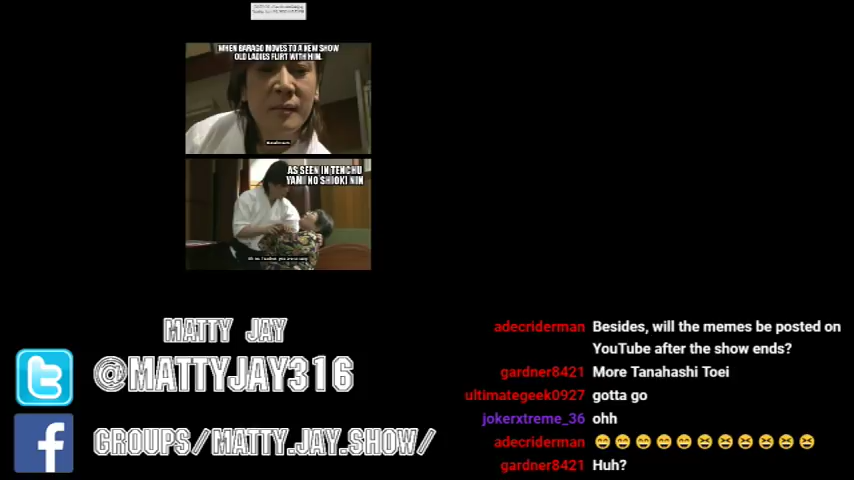 WHEN BARAGO MOVES TO A NEW SHOW
OLD LADIES FLIRT WITH HIM.
AS SEEN IN TENCHU
YAMI NO SHIOKI NIN
MATTY JAY
@MATTYJAY316
GROUPS/MATTY.JAY.SHOW/
adecriderman Besides, will the memes be posted on
YouTube after the show ends?
gardner8421 More Tanahashi Toei
ultimategeek0927 gotta go
jokerxtreme_36 ohh
adecriderman 😄😄😄😄😄😆😆😆😆😆😆
gardner8421 Huh?